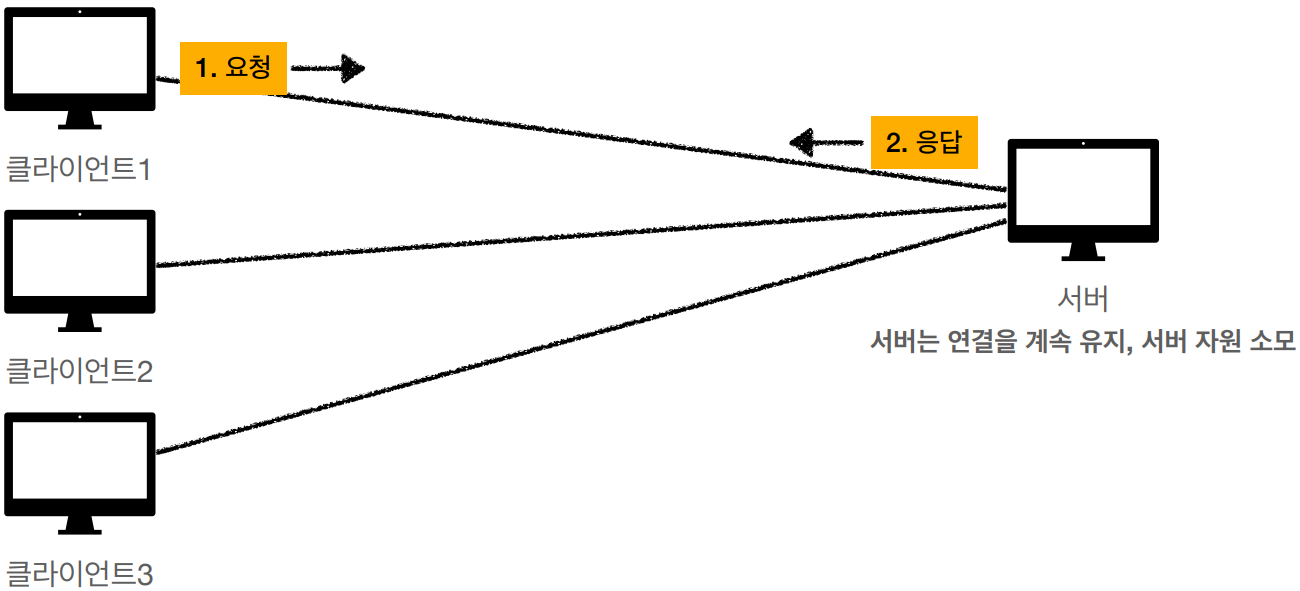 1. 요청
클라이언트1
2. 응답
클라이언트2
서버
서버는 연결을 계속 유지, 서버 자원 소모
클라이언트3